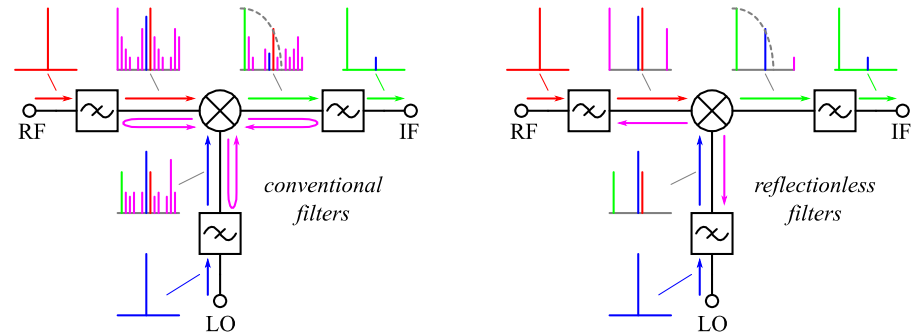 RF
IF
conventional
filters
LO
RF
IF
reflectionless
filters
LO